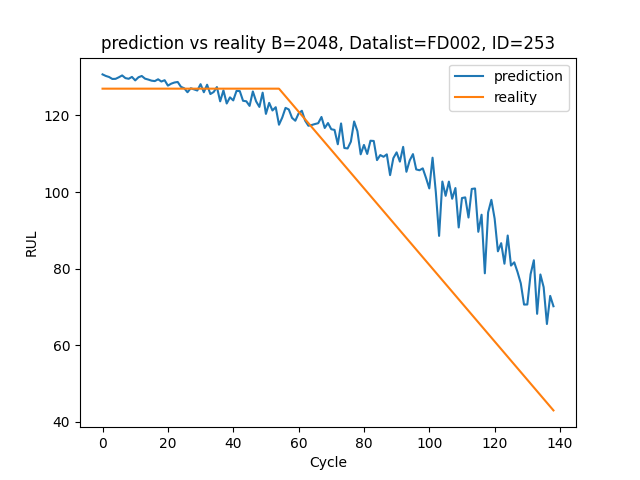 prediction vs reality B=2048, Datalist=FD002, ID=253
prediction
reality
RUL
120
100
80
60
40
0 20 40 60 80 100 120 140
Cycle